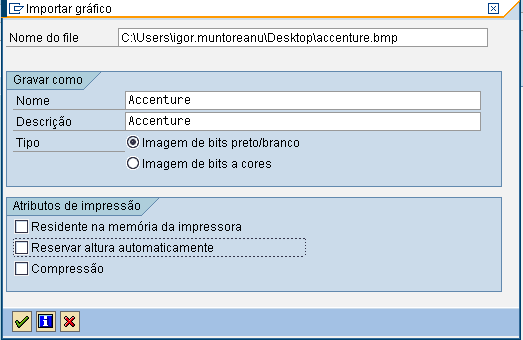 Importar gráfico
Nome do file C:\Users\igor.muntoreanu\Desktop\accenture.bmp
Gravar como
Nome Accenture
Descrição Accenture
Tipo Imagem de bits preto/branco
Imagem de bits a cores
Atributos de impressão
Residente na memória da impressora
Reservar altura automaticamente
Compressão